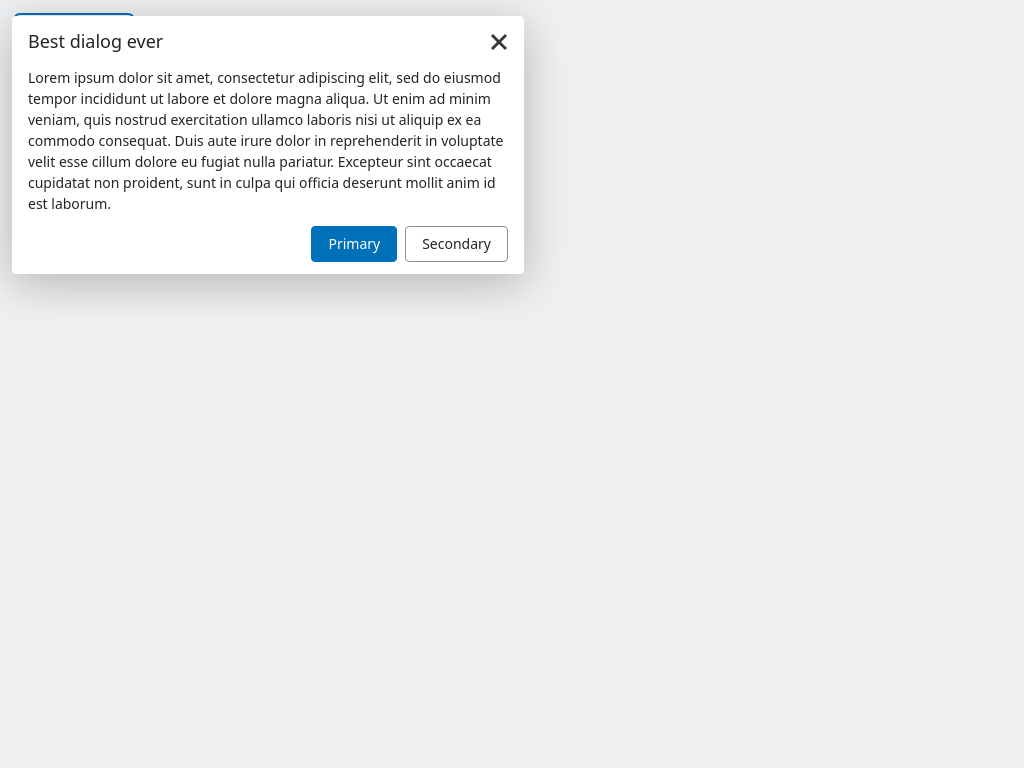 Best dialog ever
Lorem ipsum dolor sit amet, consectetur adipiscing elit, sed do eiusmod
tempor incididunt ut labore et dolore magna aliqua. Ut enim ad minim
veniam, quis nostrud exercitation ullamco laboris nisi ut aliquip ex ea
commodo consequat. Duis aute irure dolor in reprehenderit in voluptate
velit esse cillum dolore eu fugiat nulla pariatur. Excepteur sint occaecat
cupidatat non proident, sunt in culpa qui officia deserunt mollit anim id
est laborum.
Primary
Secondary